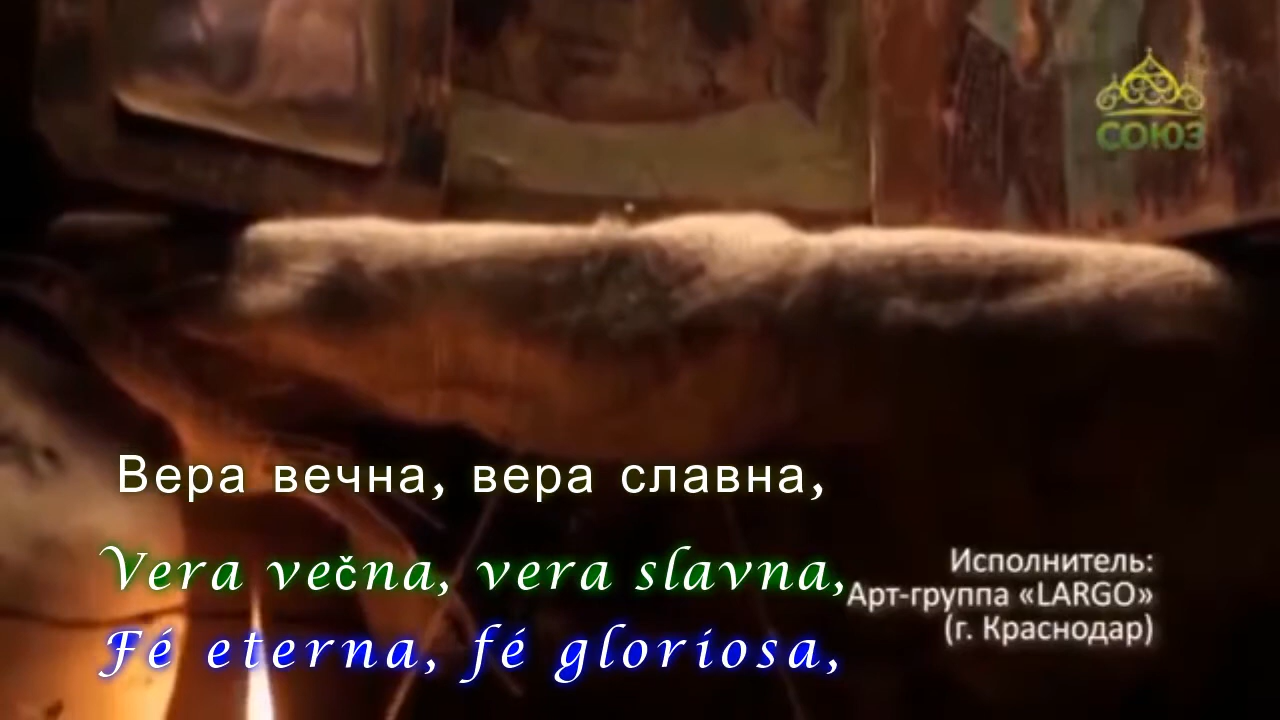 СОЮЗ
Вера вечна, вера славна,
Vera večna, vera slavna,
Fé eterna, fé gloriosa,
Исполнитель:
Арт-группа «LARGO»
(г. Краснодар)